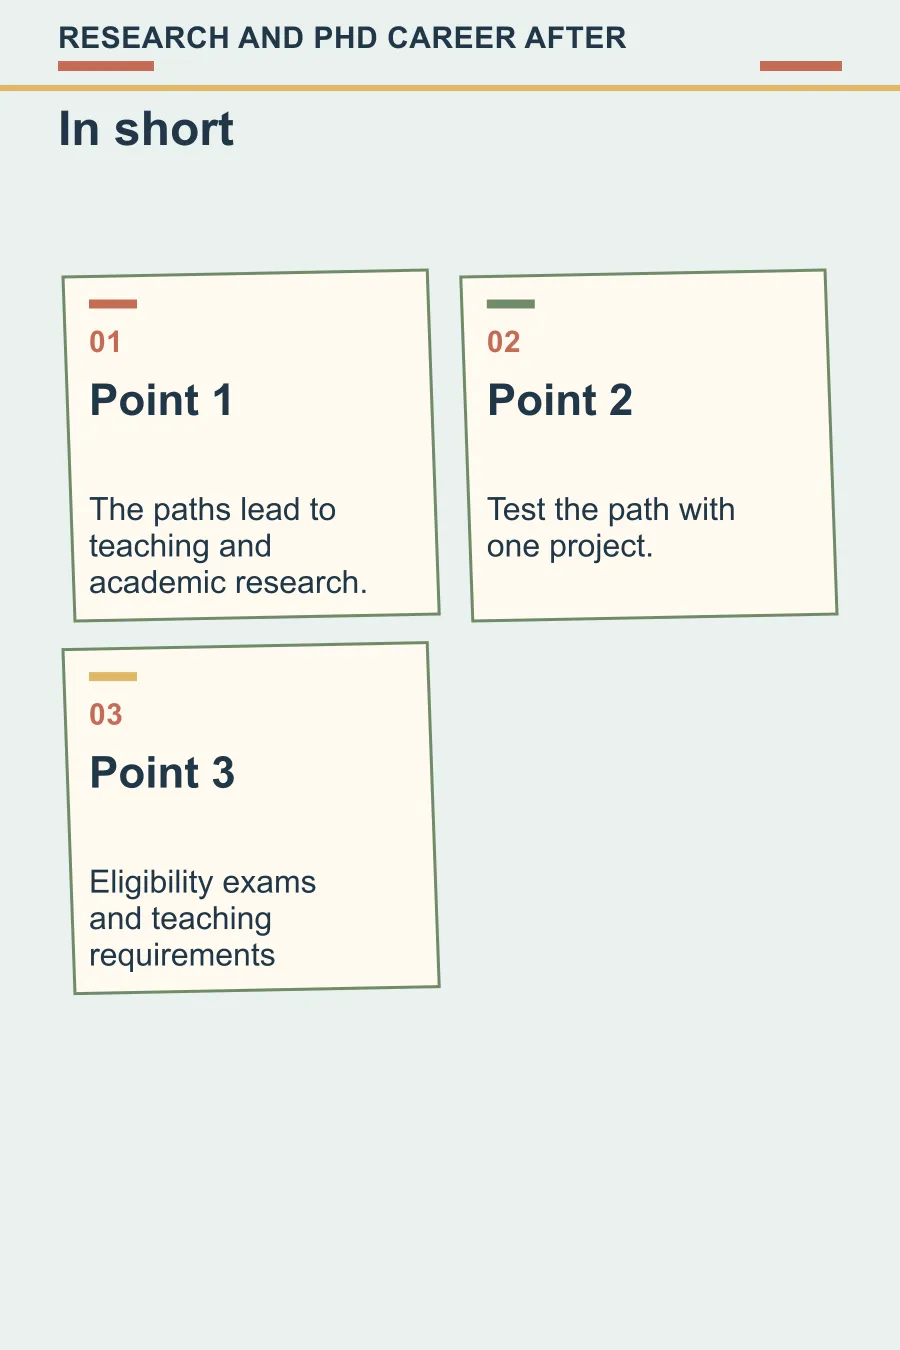 RESEARCH AND PHD CAREER AFTER
In short
01
Point 1
The paths lead to
teaching and
academic research.
02
Point 2
Test the path with
one project.
03
Point 3
Eligibility exams
and teaching
requirements